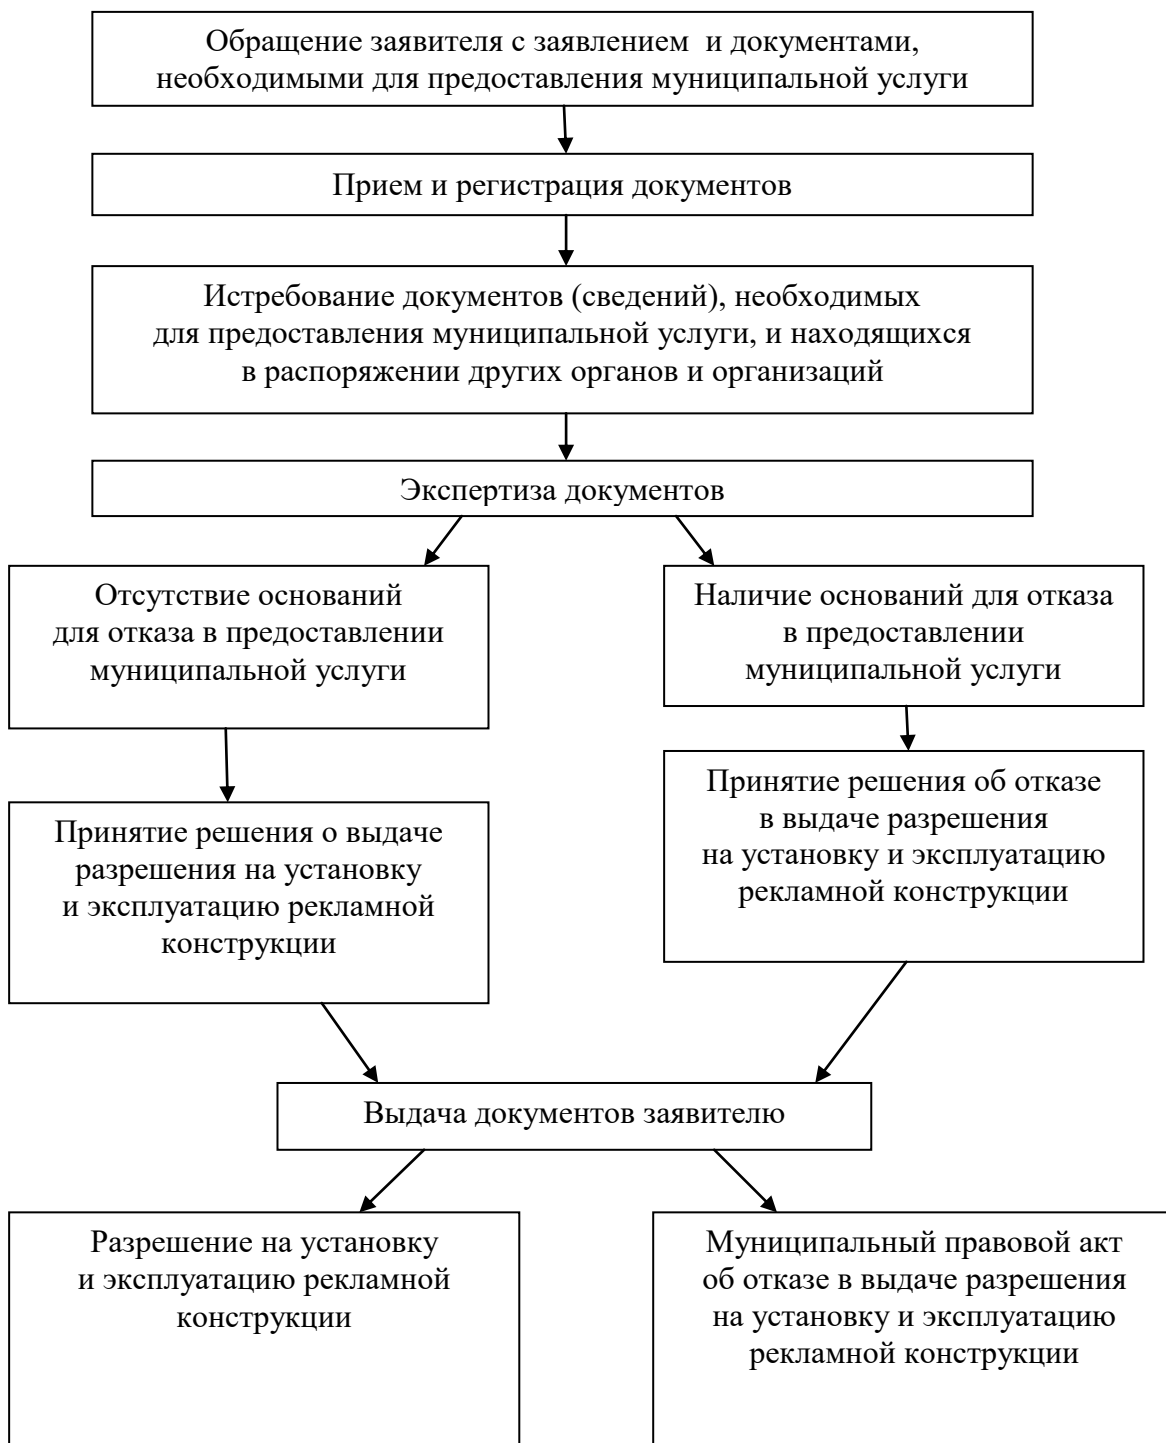 Обращение заявителя с заявлением и документами,
необходимыми для предоставления муниципальной услуги
Прием и регистрация документов
Истребование документов (сведений), необходимых
для предоставления муниципальной услуги, и находящихся
в распоряжении других органов и организаций
Экспертиза документов
Отсутствие оснований
для отказа в предоставлении
муниципальной услуги
Наличие оснований для отказа
в предоставлении
муниципальной услуги
Принятие решения о выдаче
разрешения на установку
и эксплуатацию рекламной
конструкции
Принятие решения об отказе
в выдаче разрешения
на установку и эксплуатацию
рекламной конструкции
Выдача документов заявителю
Разрешение на установку
и эксплуатацию рекламной
конструкции
Муниципальный правовой акт
об отказе в выдаче разрешения
на установку и эксплуатацию
рекламной конструкции